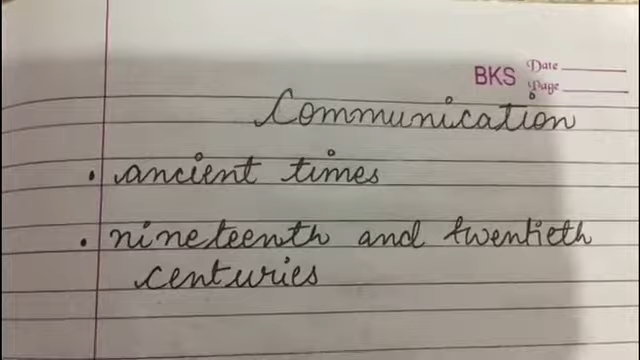 BKS Date
Page
Communication
• ancient times
• nineteenth and twentieth
centuries